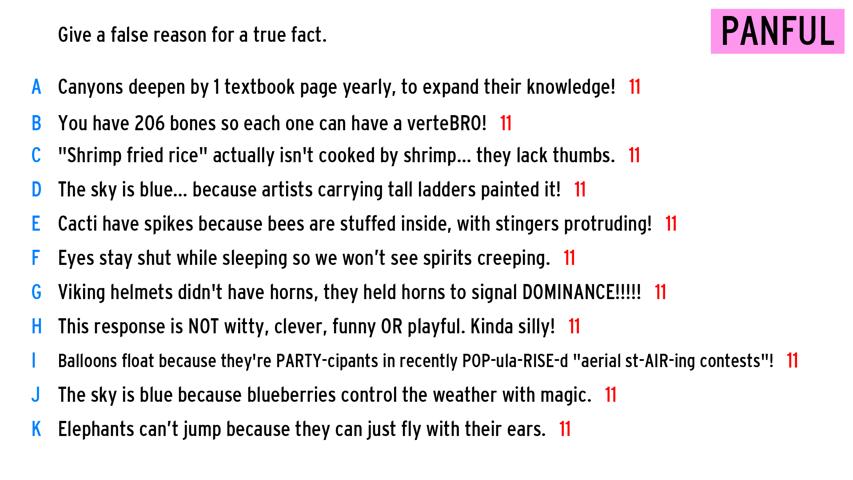 Give a false reason for a true fact.
PANFUL
A Canyons deepen by 1 textbook page yearly, to expand their knowledge! 11
B You have 206 bones so each one can have a verteBRO! 11
C "Shrimp fried rice" actually isn't cooked by shrimp... they lack thumbs. 11
D The sky is blue... because artists carrying tall ladders painted it! 11
E Cacti have spikes because bees are stuffed inside, with stingers protruding! 11
F Eyes stay shut while sleeping so we won’t see spirits creeping. 11
G Viking helmets didn't have horns, they held horns to signal DOMINANCE!!!!! 11
H This response is NOT witty, clever, funny OR playful. Kinda silly! 11
I Balloons float because they're PARTY-cipants in recently POP-ula-RISE-d "aerial st-AIR-ing contests"! 11
J The sky is blue because blueberries control the weather with magic. 11
K Elephants can’t jump because they can just fly with their ears. 11